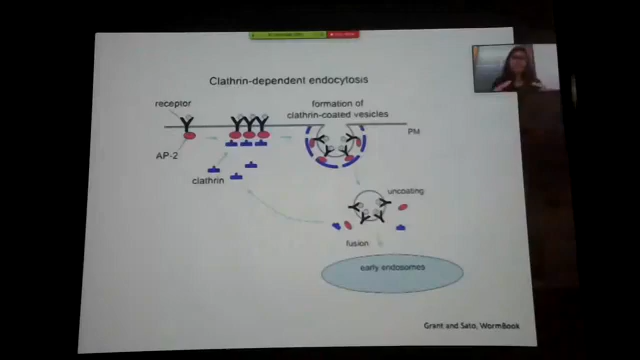 Clathrin-dependent endocytosis
receptor
formation of
clathrin-coated vesicles
PM
AP-2
clathrin
uncoating
fusion
early endosomes
Grant and Sato, WormBook